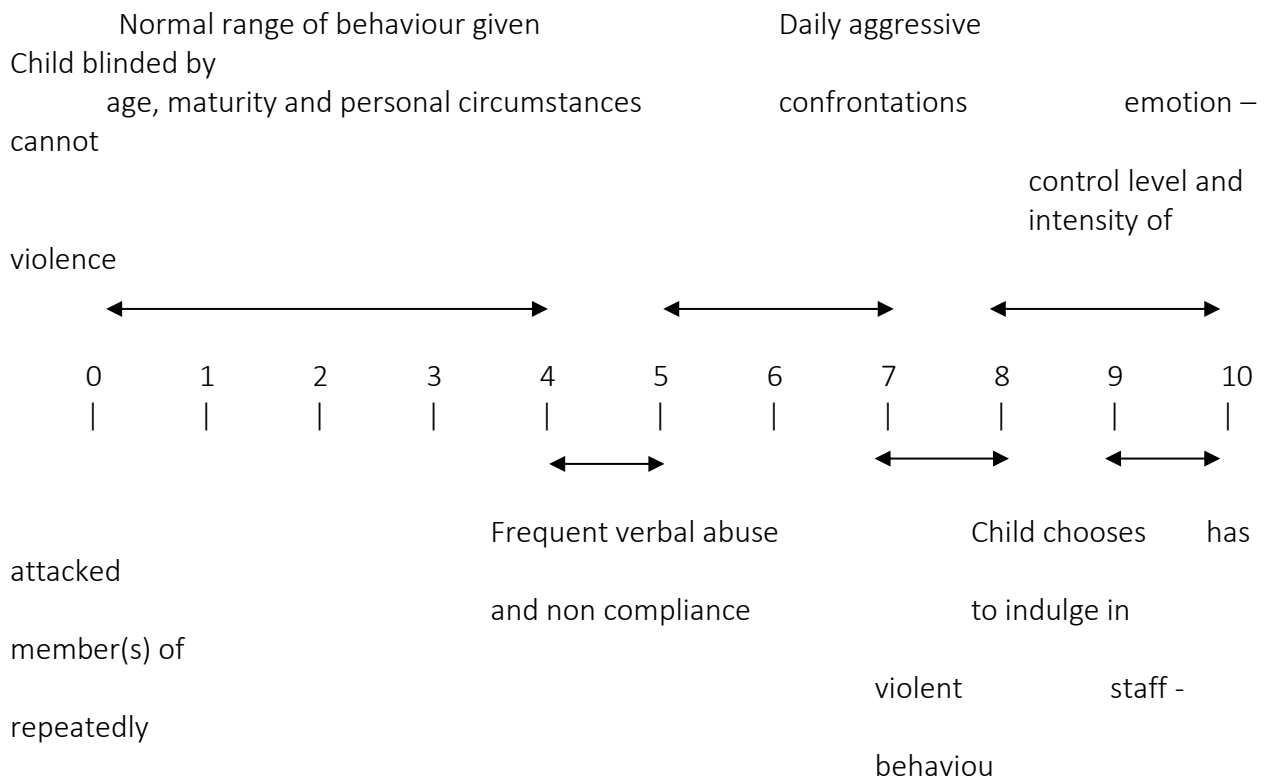 Normal range of behaviour given Daily aggressive
Child blinded by
age, maturity and personal circumstances confrontations emotion –
cannot
control level and
intensity of
violence
0 1 2 3 4 5 6 7 8 9 10
Frequent verbal abuse Child chooses has
attacked
and non compliance to indulge in
member(s) of
violent staff -
repeatedly
behaviou